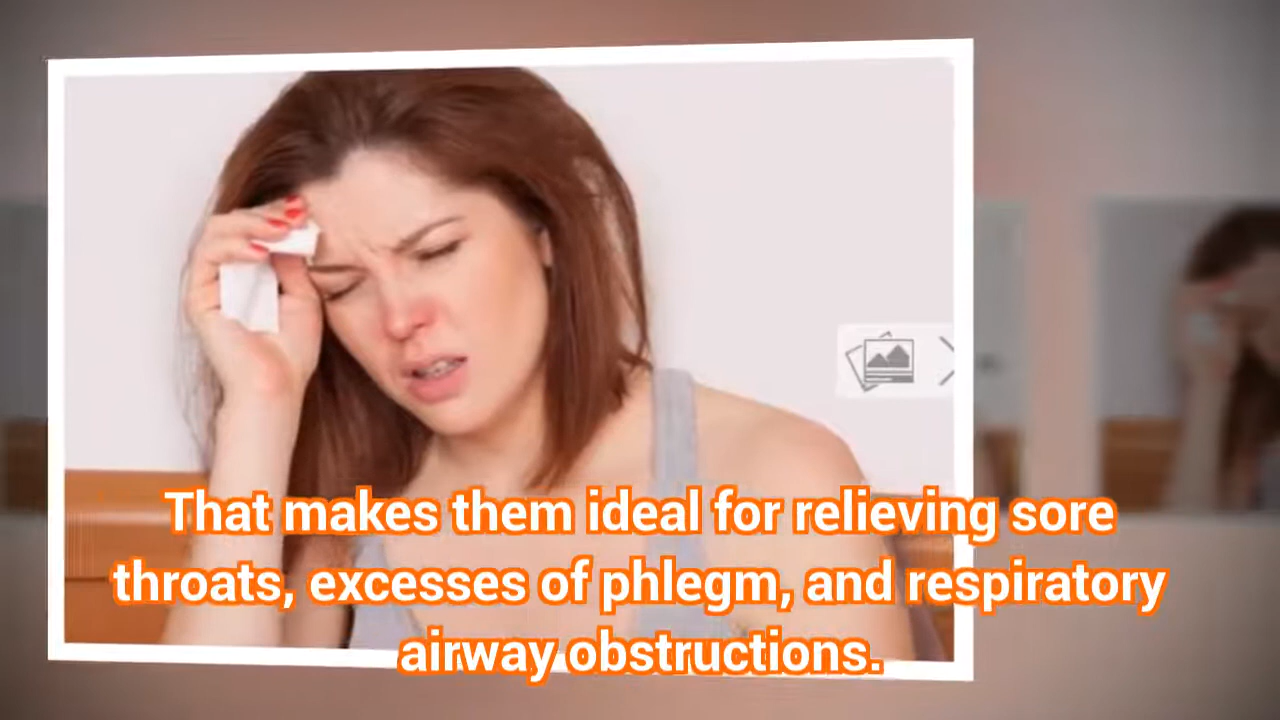 That makes them ideal for relieving sore
throats, excesses of phlegm, and respiratory
airway obstructions.